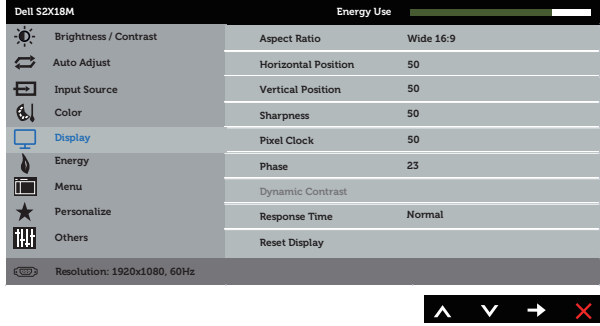 Dell S2X18M Energy Use
Brightness / Contrast Aspect Ratio Wide 16:9
Auto Adjust Horizontal Position 50
Input Source Vertical Position 50
Color Sharpness 50
Display Pixel Clock 50
Energy Phase 23
Menu Dynamic Contrast
Personalize Response Time Normal
Others Reset Display
Resolution: 1920x1080, 60Hz